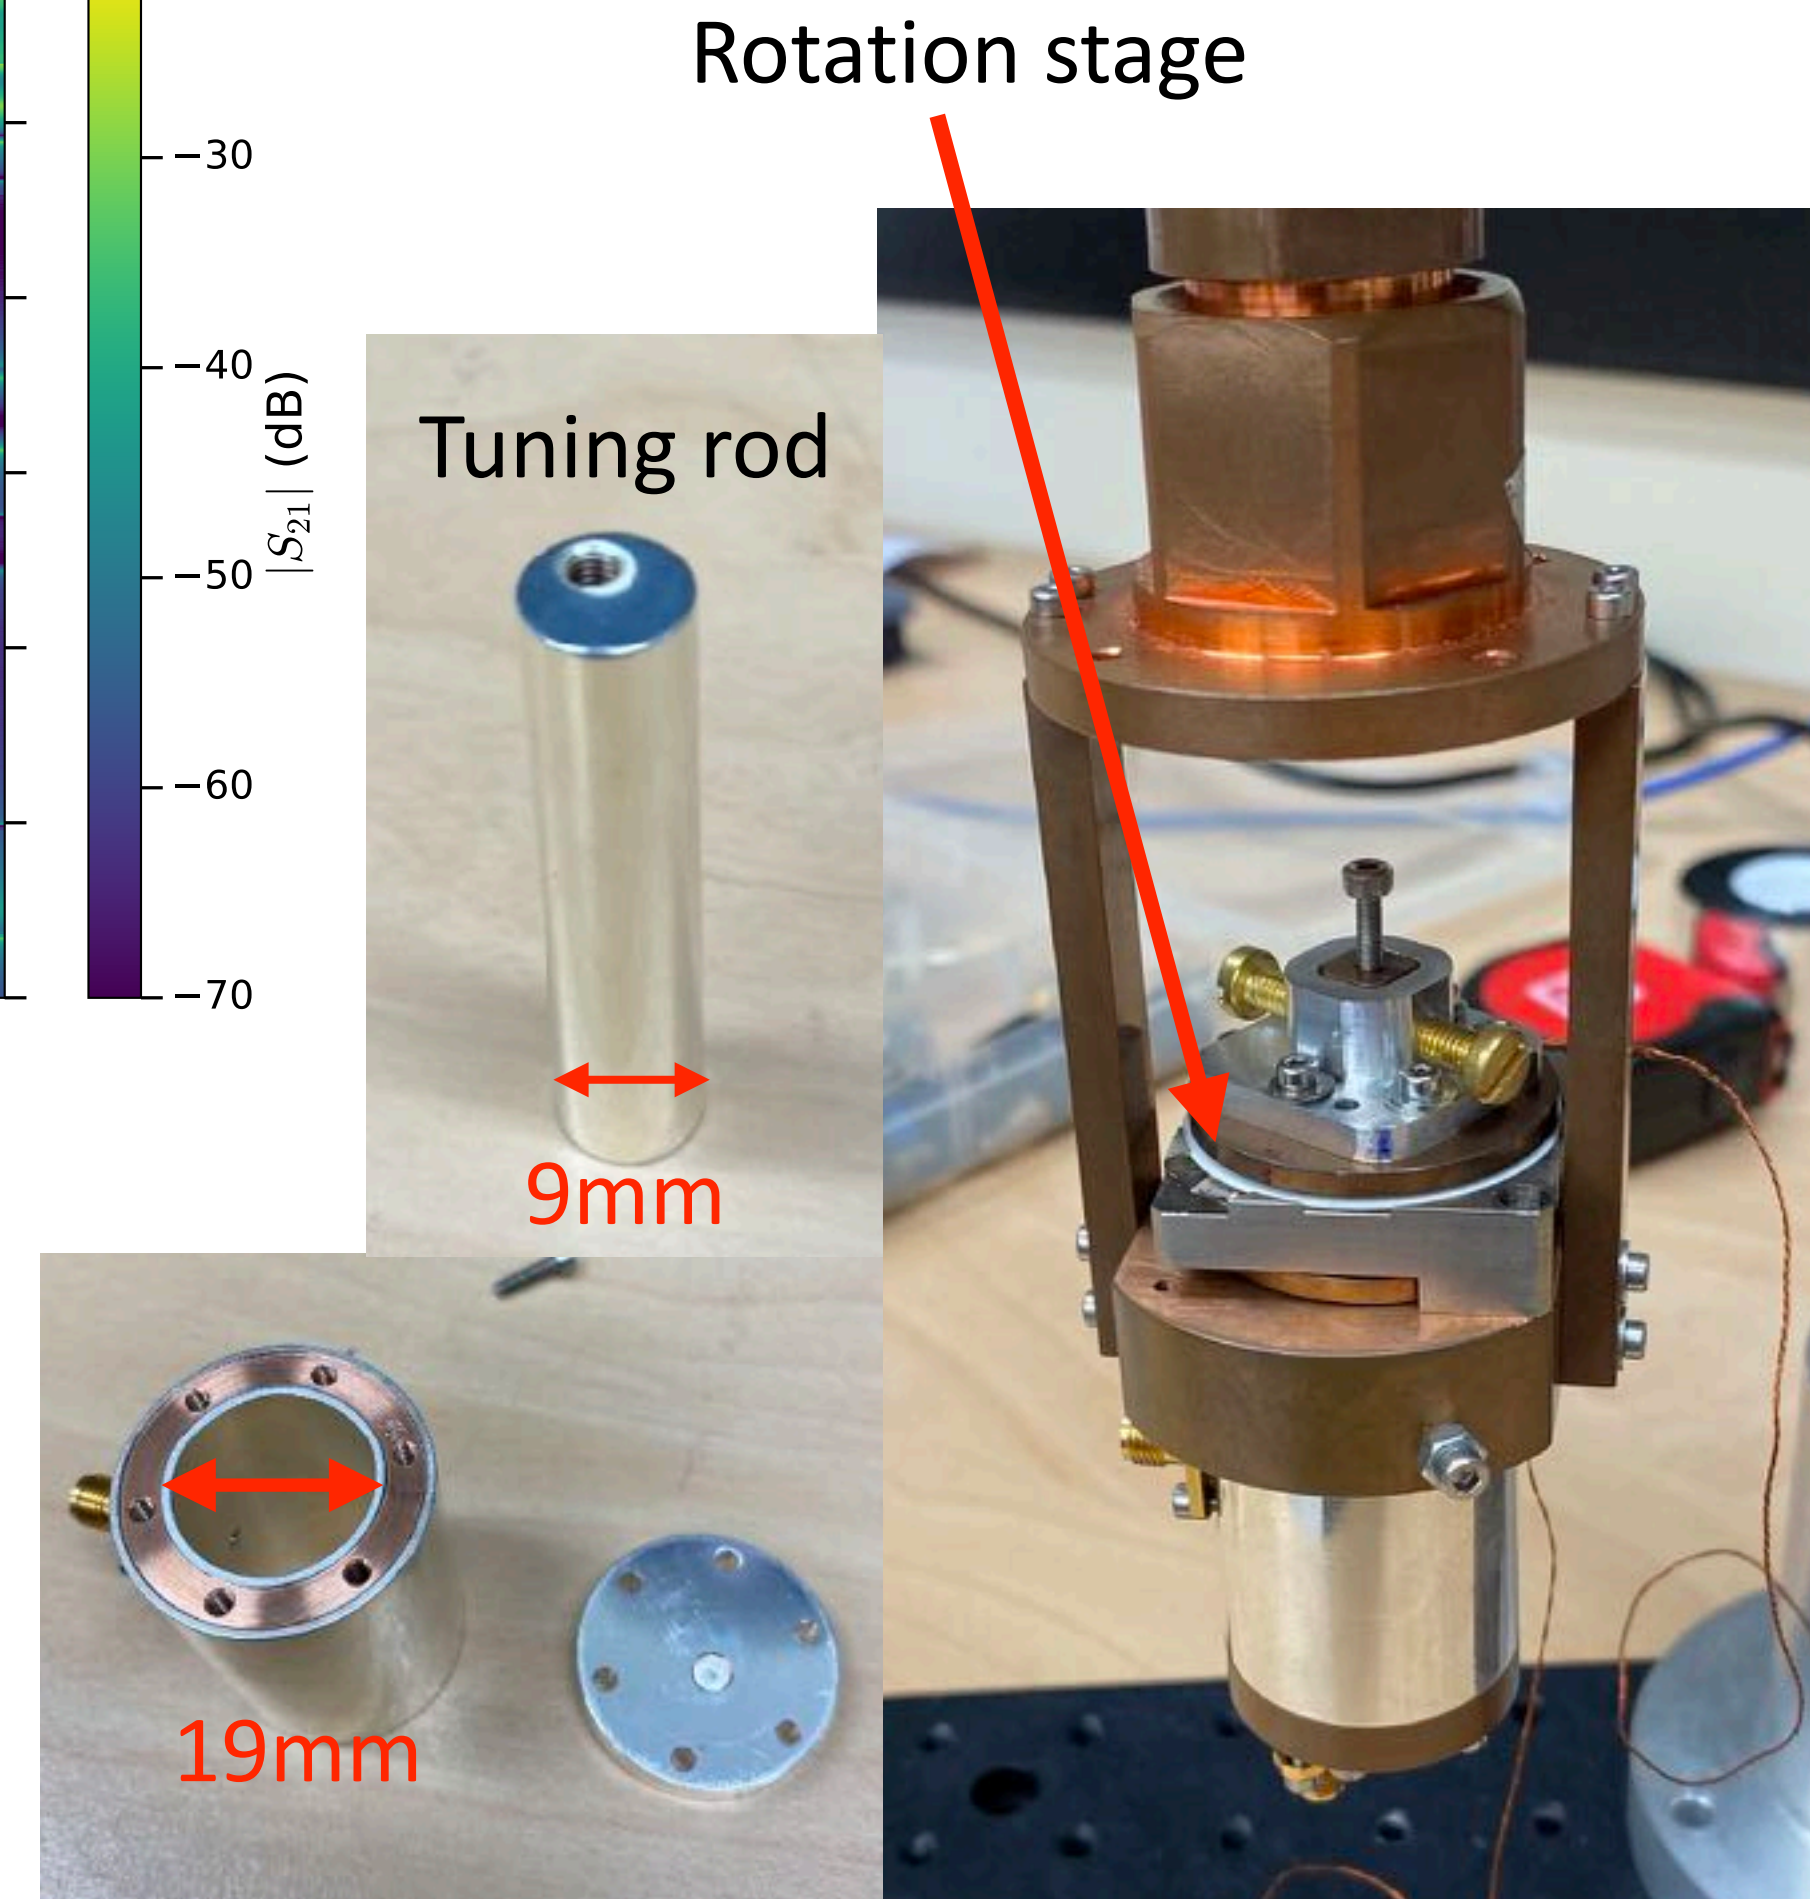 Rotation stage
−30
−40
−50
−60
−70
|S21| (dB)
Tuning rod
9mm
19mm